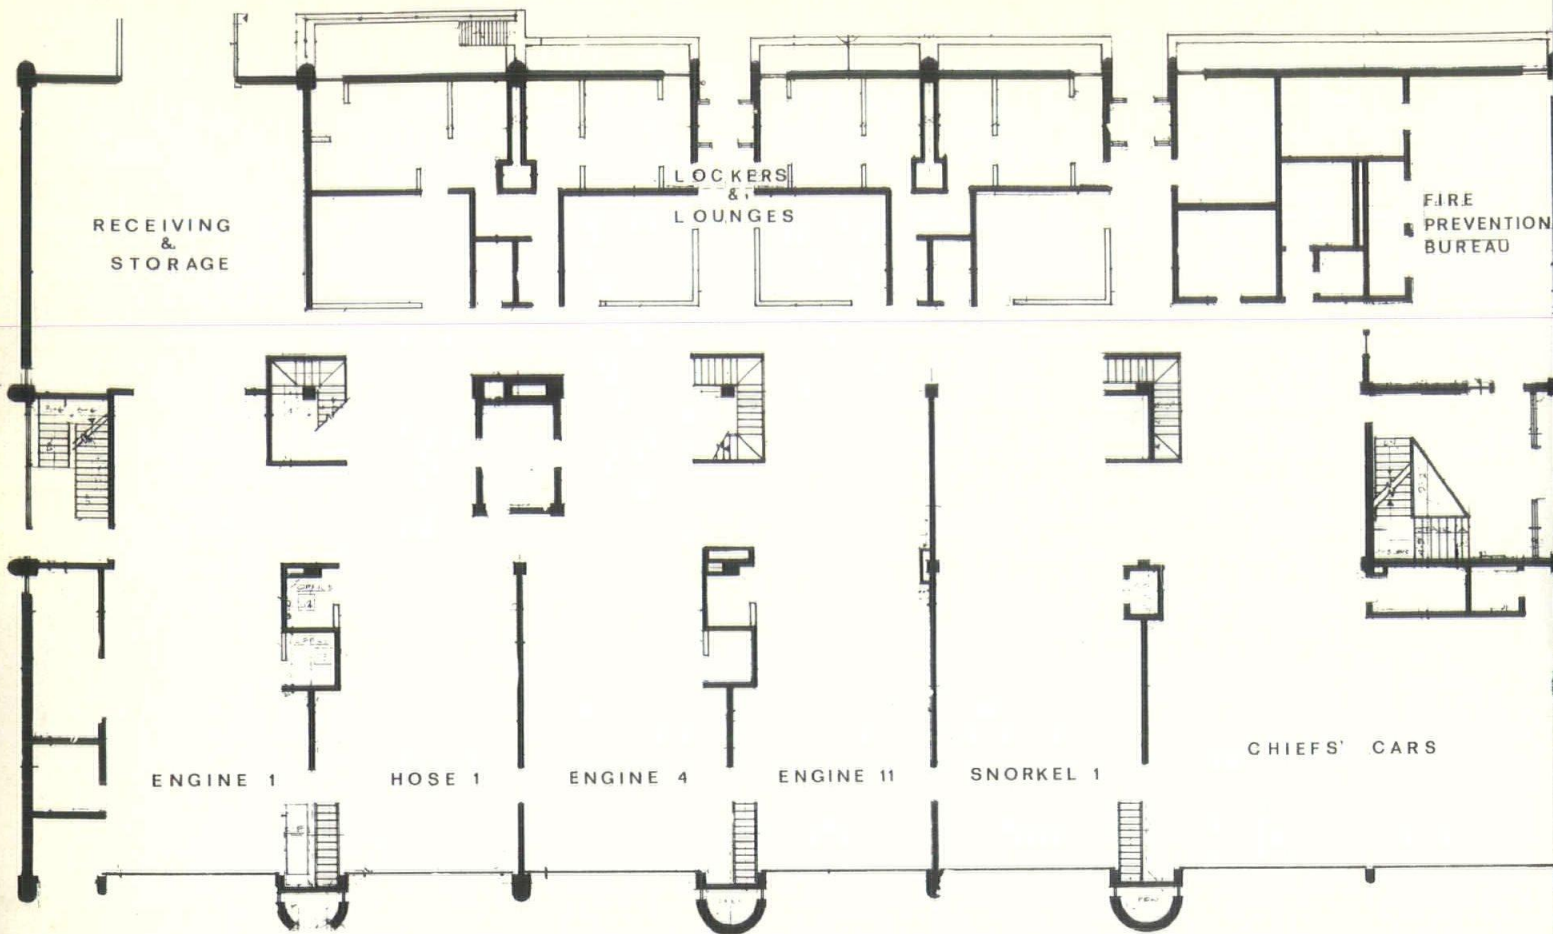 RECEIVING
&
STORAGE
LOCKERS
&
LOUNGES
FIRE
PREVENTION
BUREAU
ENGINE 1
HOSE 1
ENGINE 4
ENGINE 11
SNORKEL 1
CHIEFS' CARS